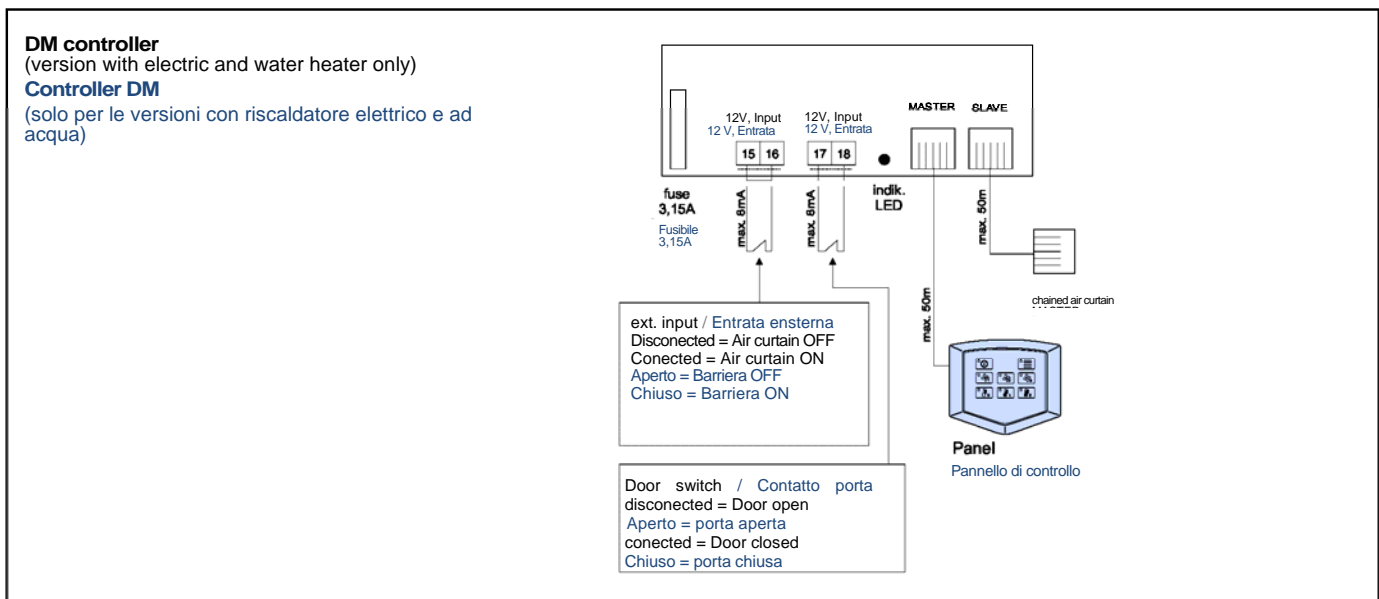 DM controller
(version with electric and water heater only)
Controller DM
(solo per le versioni con riscaldatore elettrico e ad
acqua)
MASTER SLAVE
12V, Input 12V, Input
12 V, Entrata 12 V, Entrata
15 16 17 18
fuse
3,15A
Fusibile
3,15A
max. 8mA
max. 8mA
indik.
LED
max. 50m
max. 50m
chained air curtain
ext. input / Entrata ensterna
Disconected = Air curtain OFF
Conected = Air curtain ON
Aperto = Barriera OFF
Chiuso = Barriera ON
Panel
Pannello di controllo
Door switch / Contatto porta
disconected = Door open
Aperto = porta aperta
conected = Door closed
Chiuso = porta chiusa